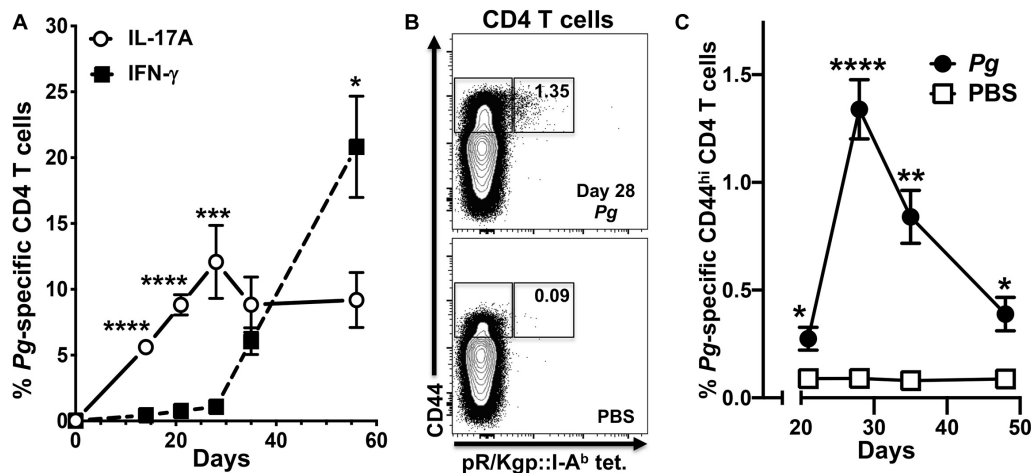 A
% Pg-specific CD4 T cells
30
25
20
15
10
5
0
IL-17A
IFN-γ
****
****
***
*
0 20 40 60
Days
B
CD4 T cells
1.35
Day 28
Pg
0.09
PBS
CD44
pR/Kgp::I-Aᵇ tet.
C
% Pg-specific CD44ʰⁱ CD4 T cells
1.5
1.0
0.5
0.0
Pg
PBS
*
****
**
*
20 30 40 50
Days